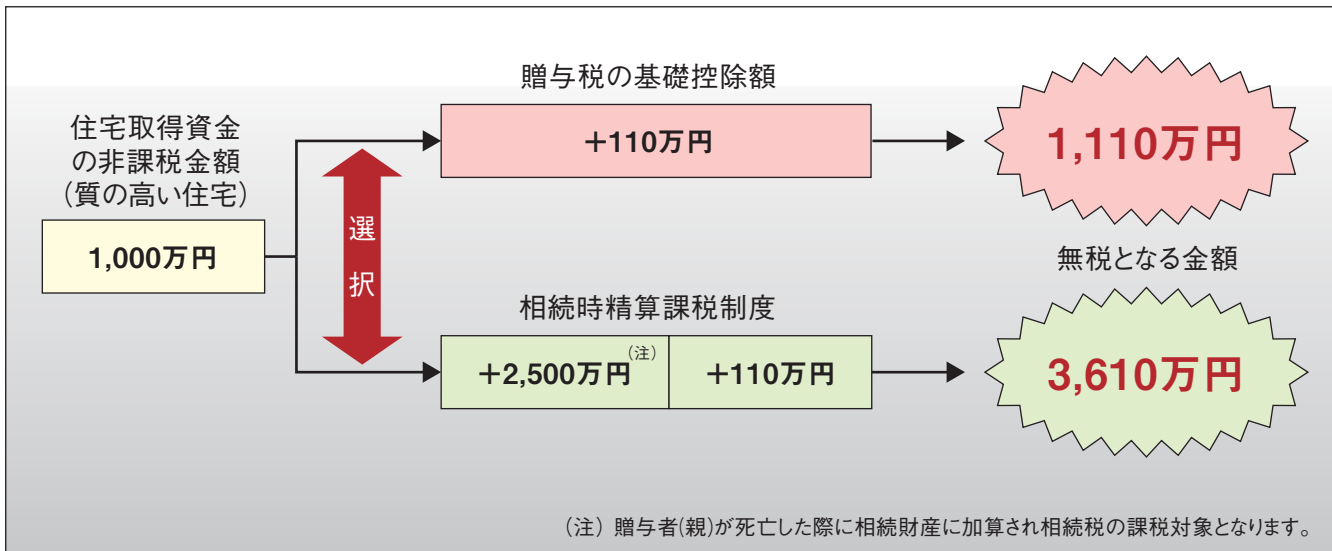 住宅取得資金
の非課税金額
（質の高い住宅）
1,000万円
選
択
贈与税の基礎控除額
＋110万円
1,110万円
無税となる金額
相続時精算課税制度
＋2,500万円（注）
＋110万円
3,610万円
（注）贈与者(親)が死亡した際に相続財産に加算され相続税の課税対象となります。